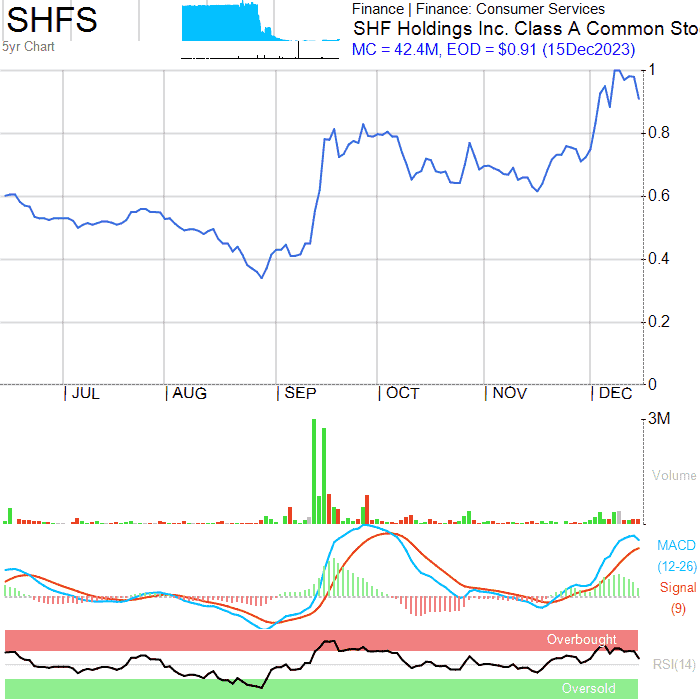 SHFS
5yr Chart
Finance | Finance: Consumer Services
SHF Holdings Inc. Class A Common Sto
MC = 42.4M, EOD = $0.91 (15Dec2023)
1
0.8
0.6
0.4
0.2
0
JUL
AUG
SEP
OCT
NOV
DEC
3M
Volume
MACD
(12-26)
Signal
(9)
Overbought
RSI(14)
Oversold